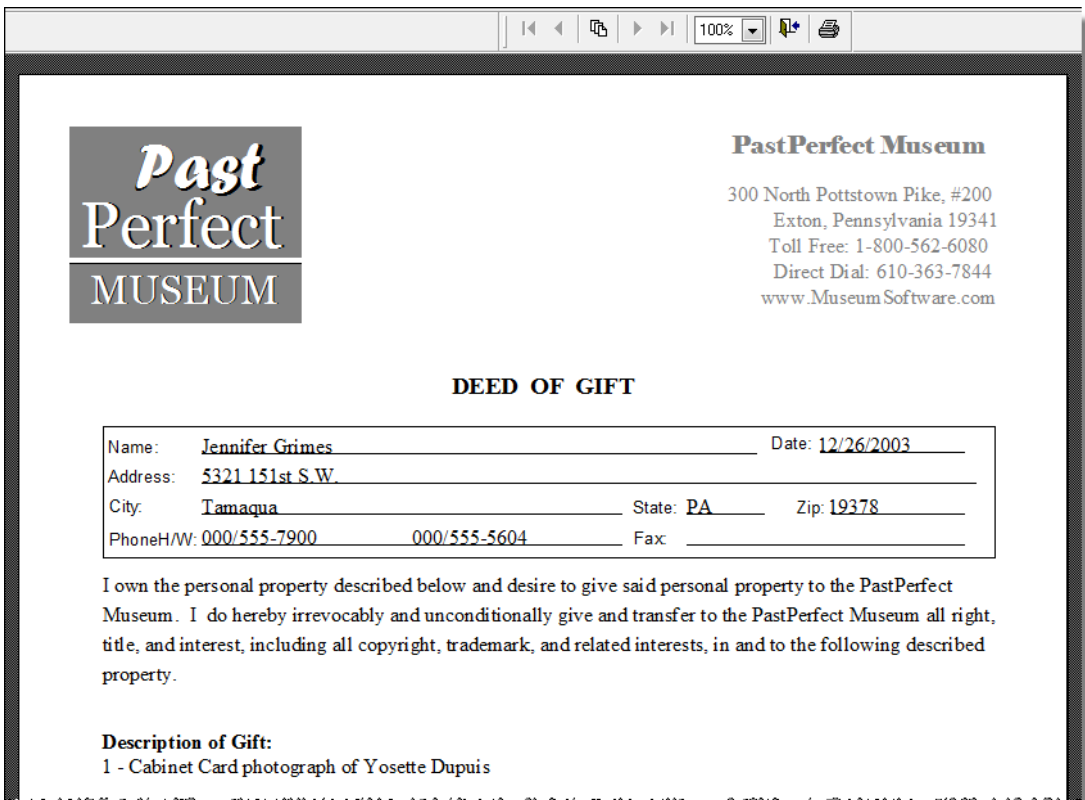 100%
Past
Perfect
MUSEUM
PastPerfect Museum
300 North Pottstown Pike, #200
Exton, Pennsylvania 19341
Toll Free: 1-800-562-6080
Direct Dial: 610-363-7844
www.MuseumSoftware.com
DEED OF GIFT
Name: Jennifer Grimes Date: 12/26/2003
Address: 5321 151st S.W.
City: Tamaqua State: PA Zip: 19378
PhoneH/W: 000/555-7900 000/555-5604 Fax:
I own the personal property described below and desire to give said personal property to the PastPerfect
Museum. I do hereby irrevocably and unconditionally give and transfer to the PastPerfect Museum all right,
title, and interest, including all copyright, trademark, and related interests, in and to the following described
property.
Description of Gift:
1 - Cabinet Card photograph of Yosette Dupuis